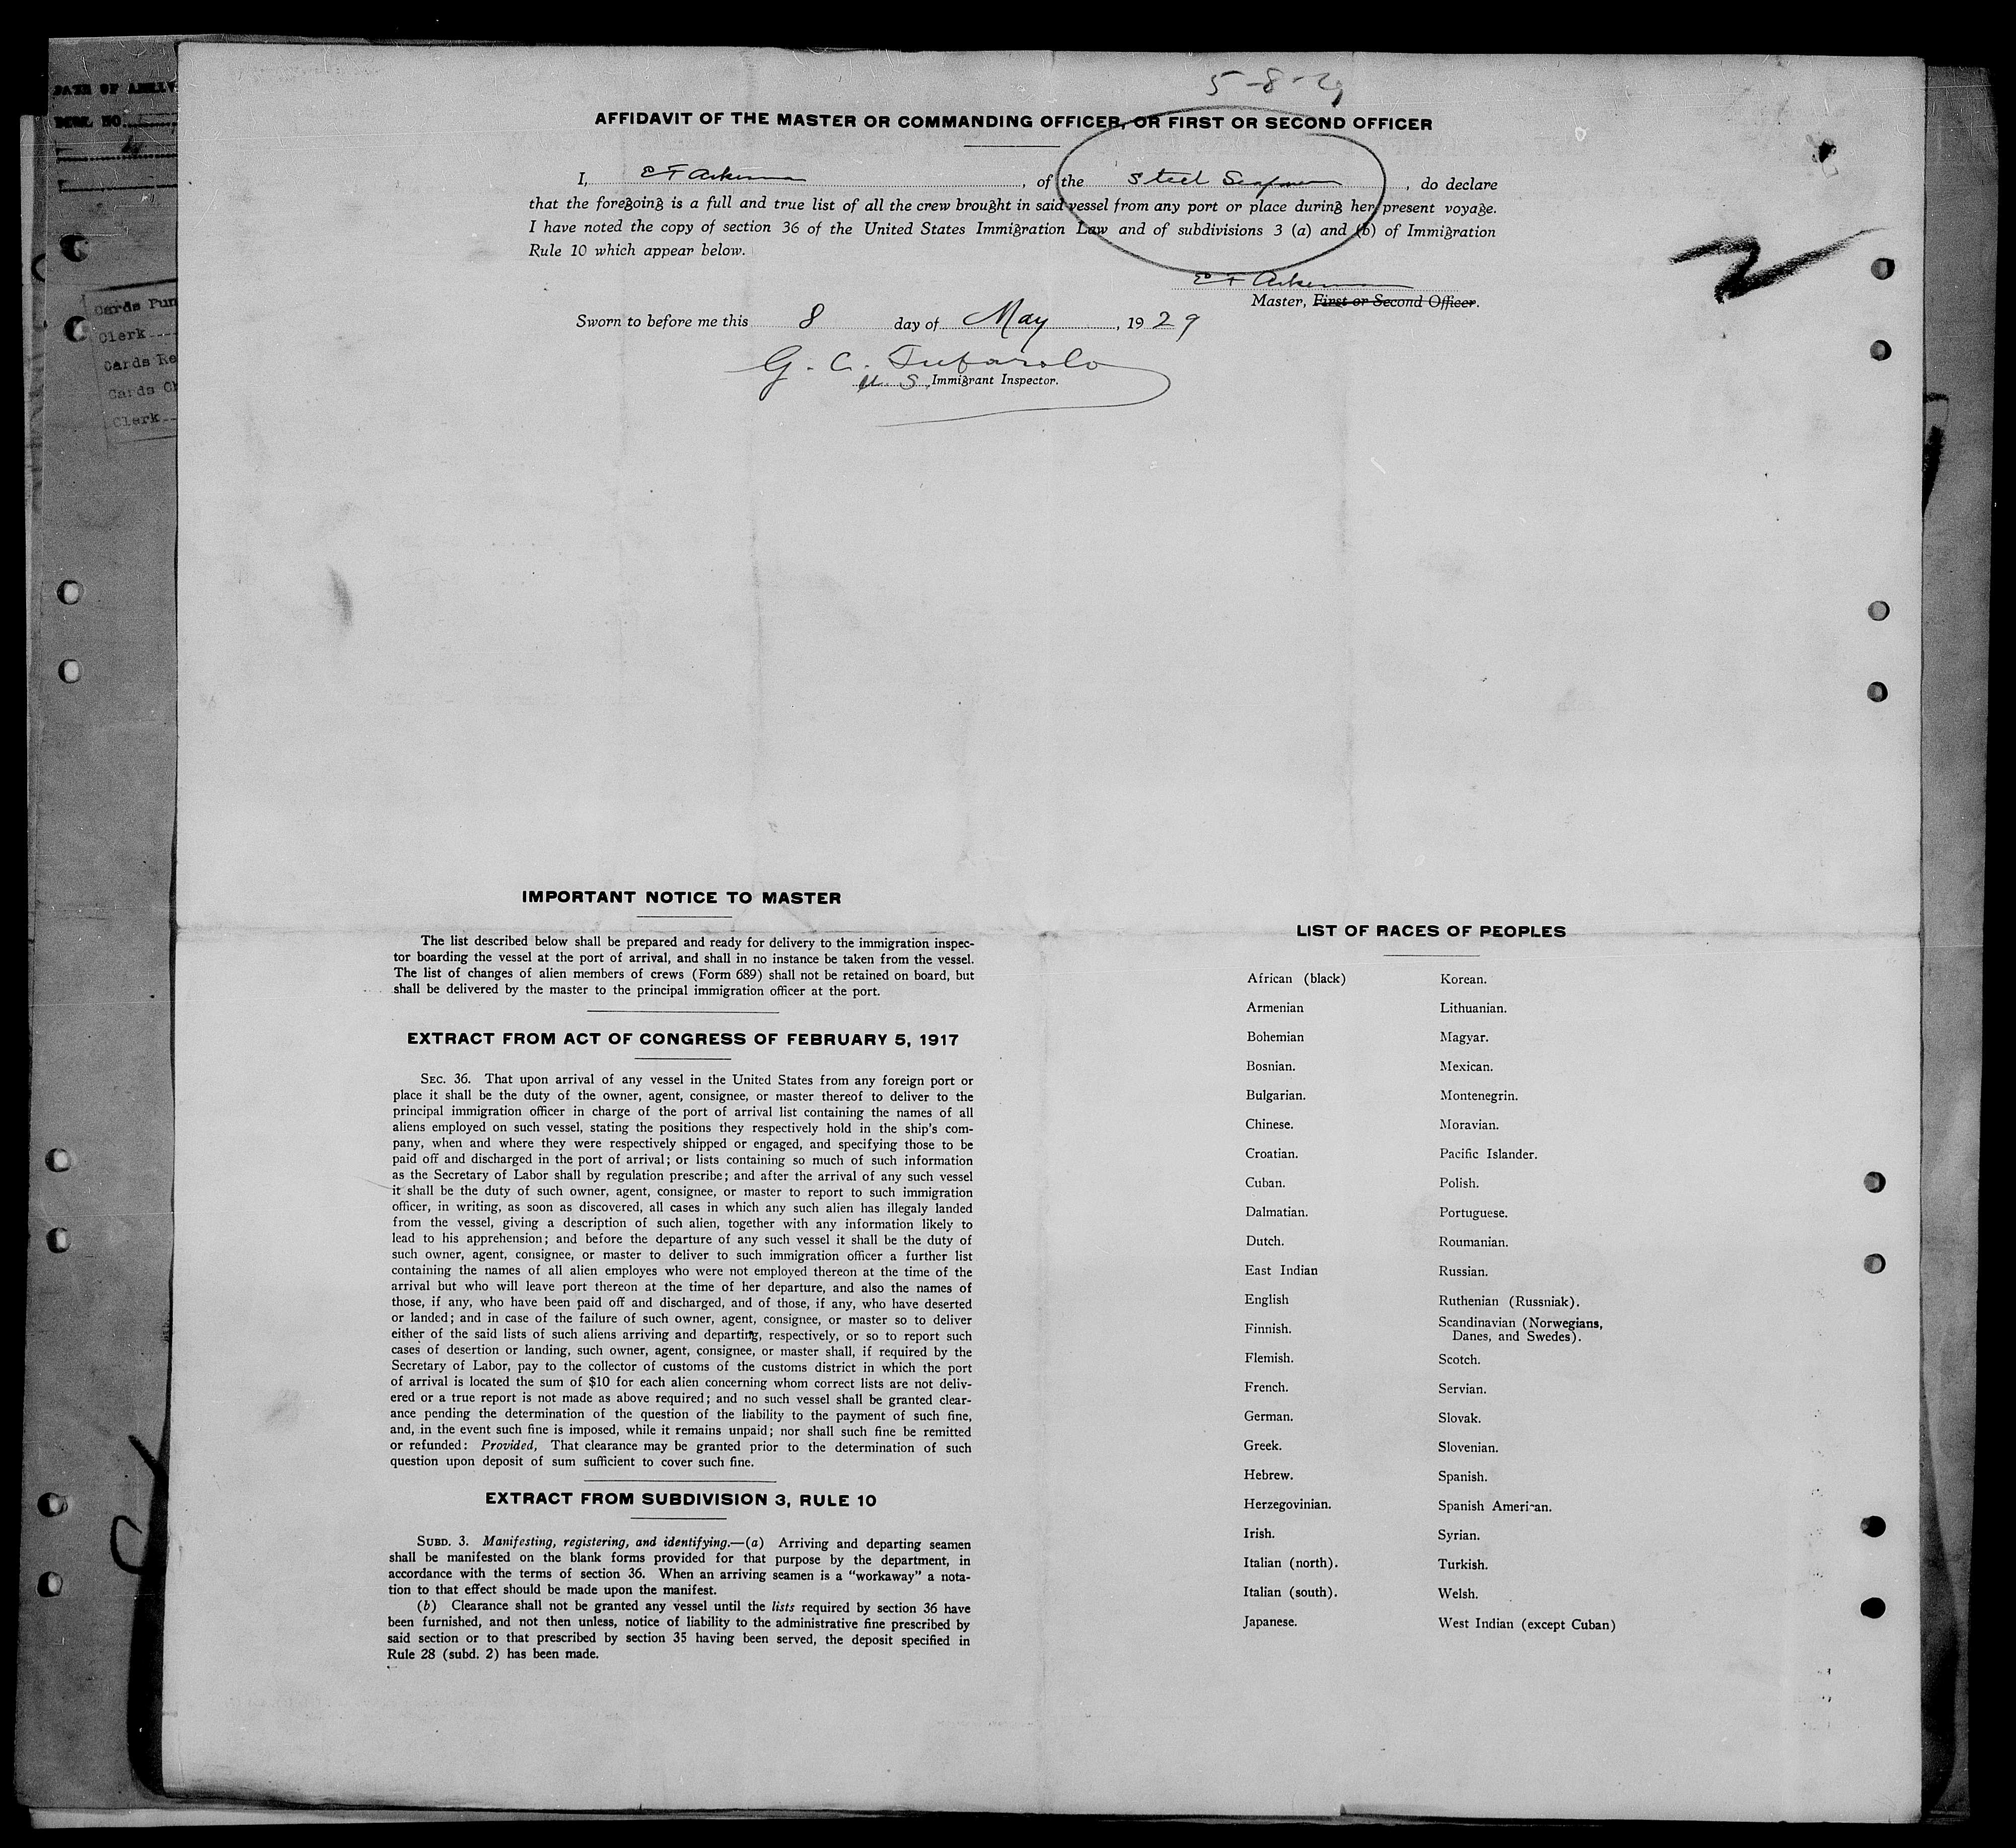 DATE OF ARRIV
Cards Pun
Clerk
Cards Re
Cards Ch
Clerk
5-8-29
AFFIDAVIT OF THE MASTER OR COMMANDING OFFICER, OR FIRST OR SECOND OFFICER
I, E F , of the Steel Seafarer, do declare
that the foregoing is a full and true list of all the crew brought in said vessel from any port or place during her present voyage.
I have noted the copy of section 36 of the United States Immigration Law and of subdivisions 3 (a) and (b) of Immigration
Rule 10 which appear below.
2
E F
Master, First or Second Officer.
Sworn to before me this 8 day of May, 1929
G. C.
U.S. Immigrant Inspector.
IMPORTANT NOTICE TO MASTER
The list described below shall be prepared and ready for delivery to the immigration inspec-
tor boarding the vessel at the port of arrival, and shall in no instance be taken from the vessel.
The list of changes of alien members of crews (Form 689) shall not be retained on board, but
shall be delivered by the master to the principal immigration officer at the port.
EXTRACT FROM ACT OF CONGRESS OF FEBRUARY 5, 1917
SEC. 36. That upon arrival of any vessel in the United States from any foreign port or
place it shall be the duty of the owner, agent, consignee, or master thereof to deliver to the
principal immigration officer in charge of the port of arrival list containing the names of all
aliens employed on such vessel, stating the positions they respectively hold in the ship's com-
pany, when and where they were respectively shipped or engaged, and specifying those to be
paid off and discharged in the port of arrival; or lists containing so much of such information
as the Secretary of Labor shall by regulation prescribe; and after the arrival of any such vessel
it shall be the duty of such owner, agent, consignee, or master to report to such immigration
officer, in writing, as soon as discovered, all cases in which any such alien has illegaly landed
from the vessel, giving a description of such alien, together with any information likely to
lead to his apprehension; and before the departure of any such vessel it shall be the duty of
such owner, agent, consignee, or master to deliver to such immigration officer a further list
containing the names of all alien employes who were not employed thereon at the time of the
arrival but who will leave port thereon at the time of her departure, and also the names of
those, if any, who have been paid off and discharged, and of those, if any, who have deserted
or landed; and in case of the failure of such owner, agent, consignee, or master so to deliver
either of the said lists of such aliens arriving and departing, respectively, or so to report such
cases of desertion or landing, such owner, agent, consignee, or master shall, if required by the
Secretary of Labor, pay to the collector of customs of the customs district in which the port
of arrival is located the sum of $10 for each alien concerning whom correct lists are not deliv-
ered or a true report is not made as above required; and no such vessel shall be granted clear-
ance pending the determination of the question of the liability to the payment of such fine,
and, in the event such fine is imposed, while it remains unpaid; nor shall such fine be remitted
or refunded: Provided, That clearance may be granted prior to the determination of such
question upon deposit of sum sufficient to cover such fine.
EXTRACT FROM SUBDIVISION 3, RULE 10
SUBD. 3. Manifesting, registering, and identifying.—(a) Arriving and departing seamen
shall be manifested on the blank forms provided for that purpose by the department, in
accordance with the terms of section 36. When an arriving seamen is a "workaway" a nota-
tion to that effect should be made upon the manifest.
(b) Clearance shall not be granted any vessel until the lists required by section 36 have
been furnished, and not then unless, notice of liability to the administrative fine prescribed by
said section or to that prescribed by section 35 having been served, the deposit specified in
Rule 28 (subd. 2) has been made.
LIST OF RACES OF PEOPLES
African (black)
Armenian
Bohemian
Bosnian.
Bulgarian.
Chinese.
Croatian.
Cuban.
Dalmatian.
Dutch.
East Indian
English
Finnish.
Flemish.
French.
German.
Greek.
Hebrew.
Herzegovinian.
Irish.
Italian (north).
Italian (south).
Japanese.
Korean.
Lithuanian.
Magyar.
Mexican.
Montenegrin.
Moravian.
Pacific Islander.
Polish.
Portuguese.
Roumanian.
Russian.
Ruthenian (Russniak).
Scandinavian (Norwegians,
Danes, and Swedes).
Scotch.
Servian.
Slovak.
Slovenian.
Spanish.
Spanish American.
Syrian.
Turkish.
Welsh.
West Indian (except Cuban)